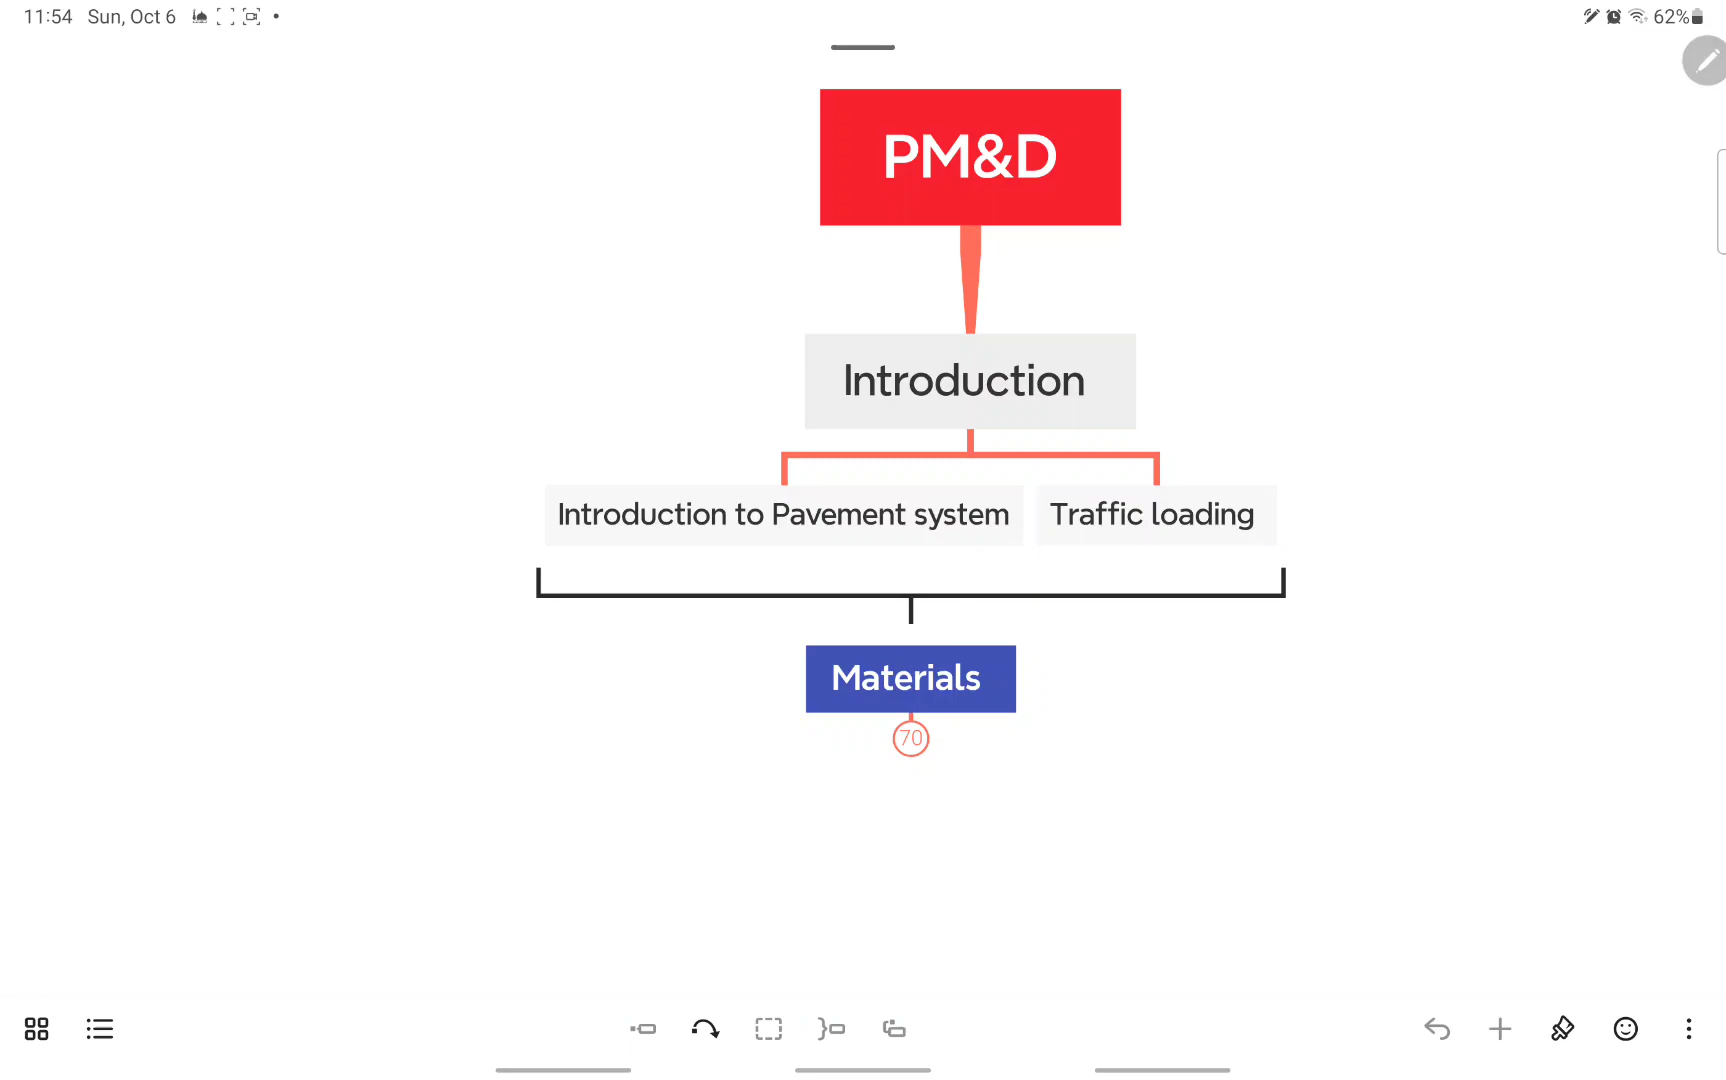 11:54 Sun, Oct 6
62%
PM&D
Introduction
Introduction to Pavement system
Traffic loading
Materials
70